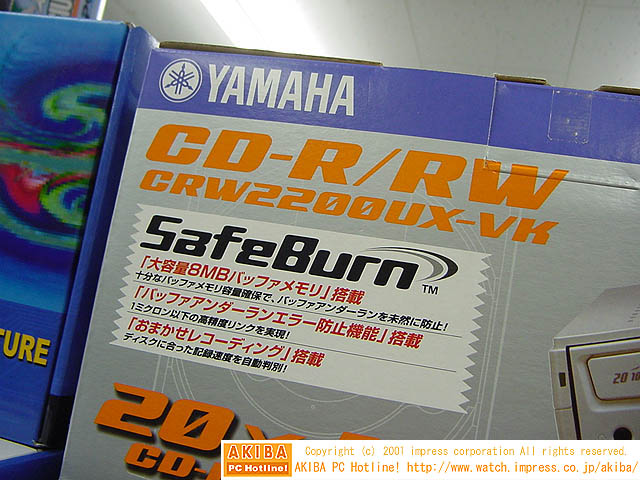 YAMAHA
CD-R/RW
CRW2200UX-VK
SafeBurn™
「大容量8MBバッファメモリ」搭載
十分なバッファメモリ容量確保で、バッファアンダーランを未然に防止!
「バッファアンダーランエラー防止機能」搭載
1ミクロン以下の高精度リンクを実現!
「おまかせレコーディング」搭載
ディスクに合った記録速度を自動判別!
TURE
20x
CD-
20 10
AKIBA
PC Hotline!
Copyright (c) 2001 impress corporation All rights reserved.
AKIBA PC Hotline! http://www.watch.impress.co.jp/akiba/